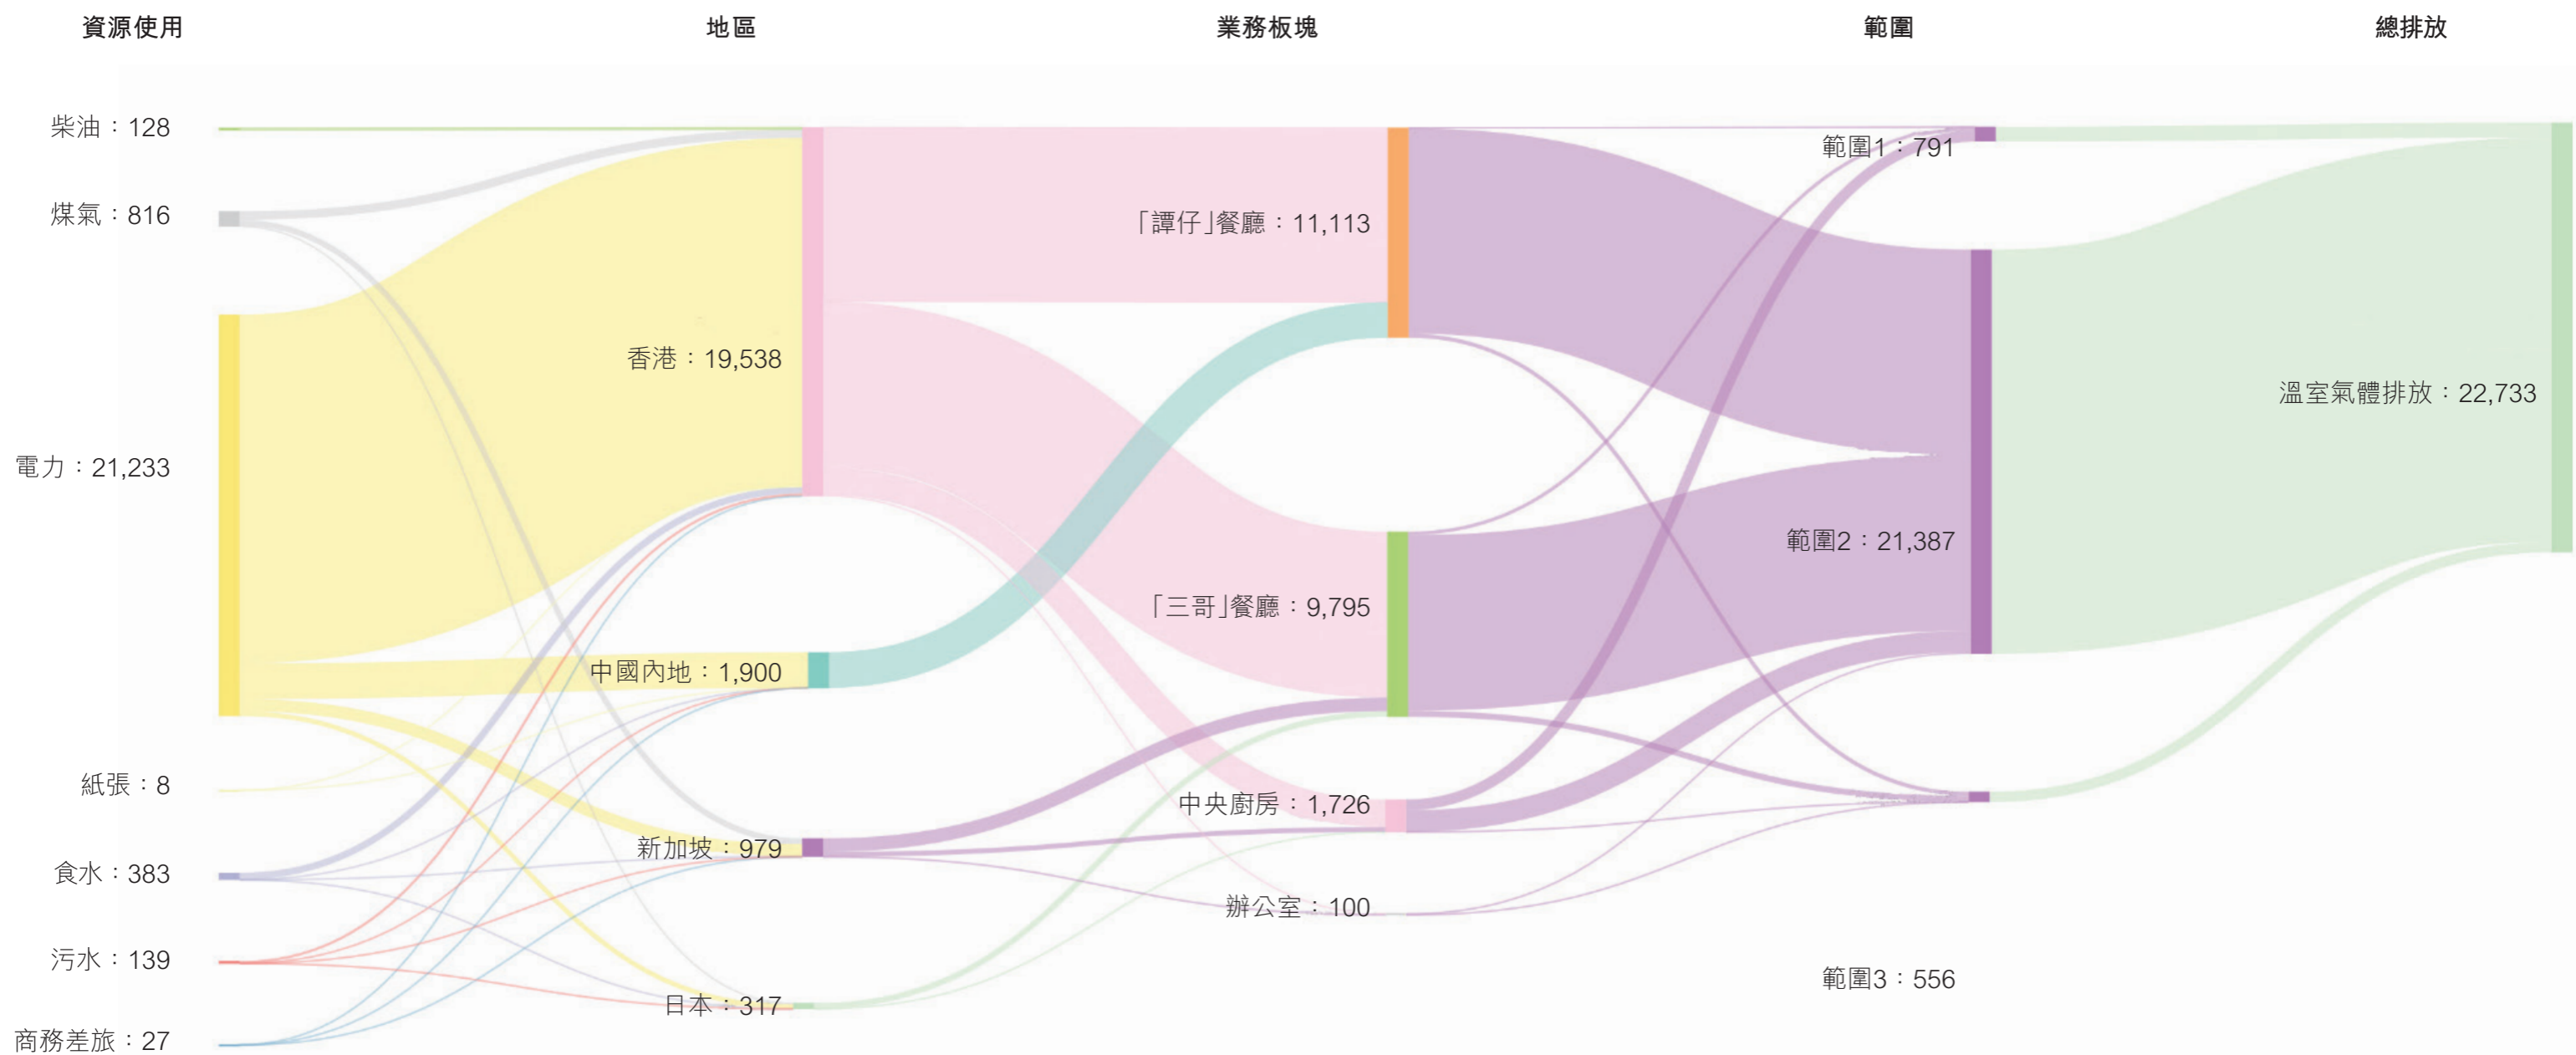 資源使用
地區
業務板塊
範圍
總排放
柴油：128
煤氣：816
電力：21,233
紙張：8
食水：383
污水：139
商務差旅：27
香港：19,538
中國內地：1,900
新加坡：979
日本：317
「譚仔」餐廳：11,113
「三哥」餐廳：9,795
中央廚房：1,726
辦公室：100
範圍1：791
範圍2：21,387
範圍3：556
溫室氣體排放：22,733